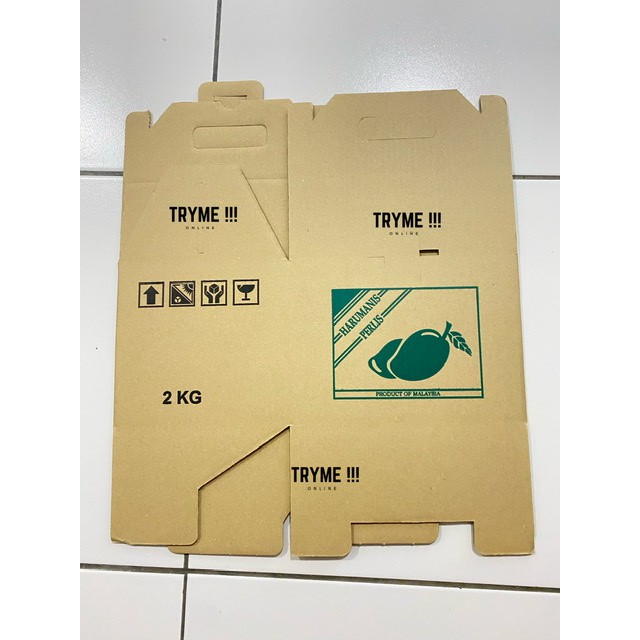 TRYME !!!
ONLINE
TRYME !!!
ONLINE
HARUMANIS
PERLIS
PRODUCT OF MALAYSIA
2 KG
TRYME !!!
ONLINE